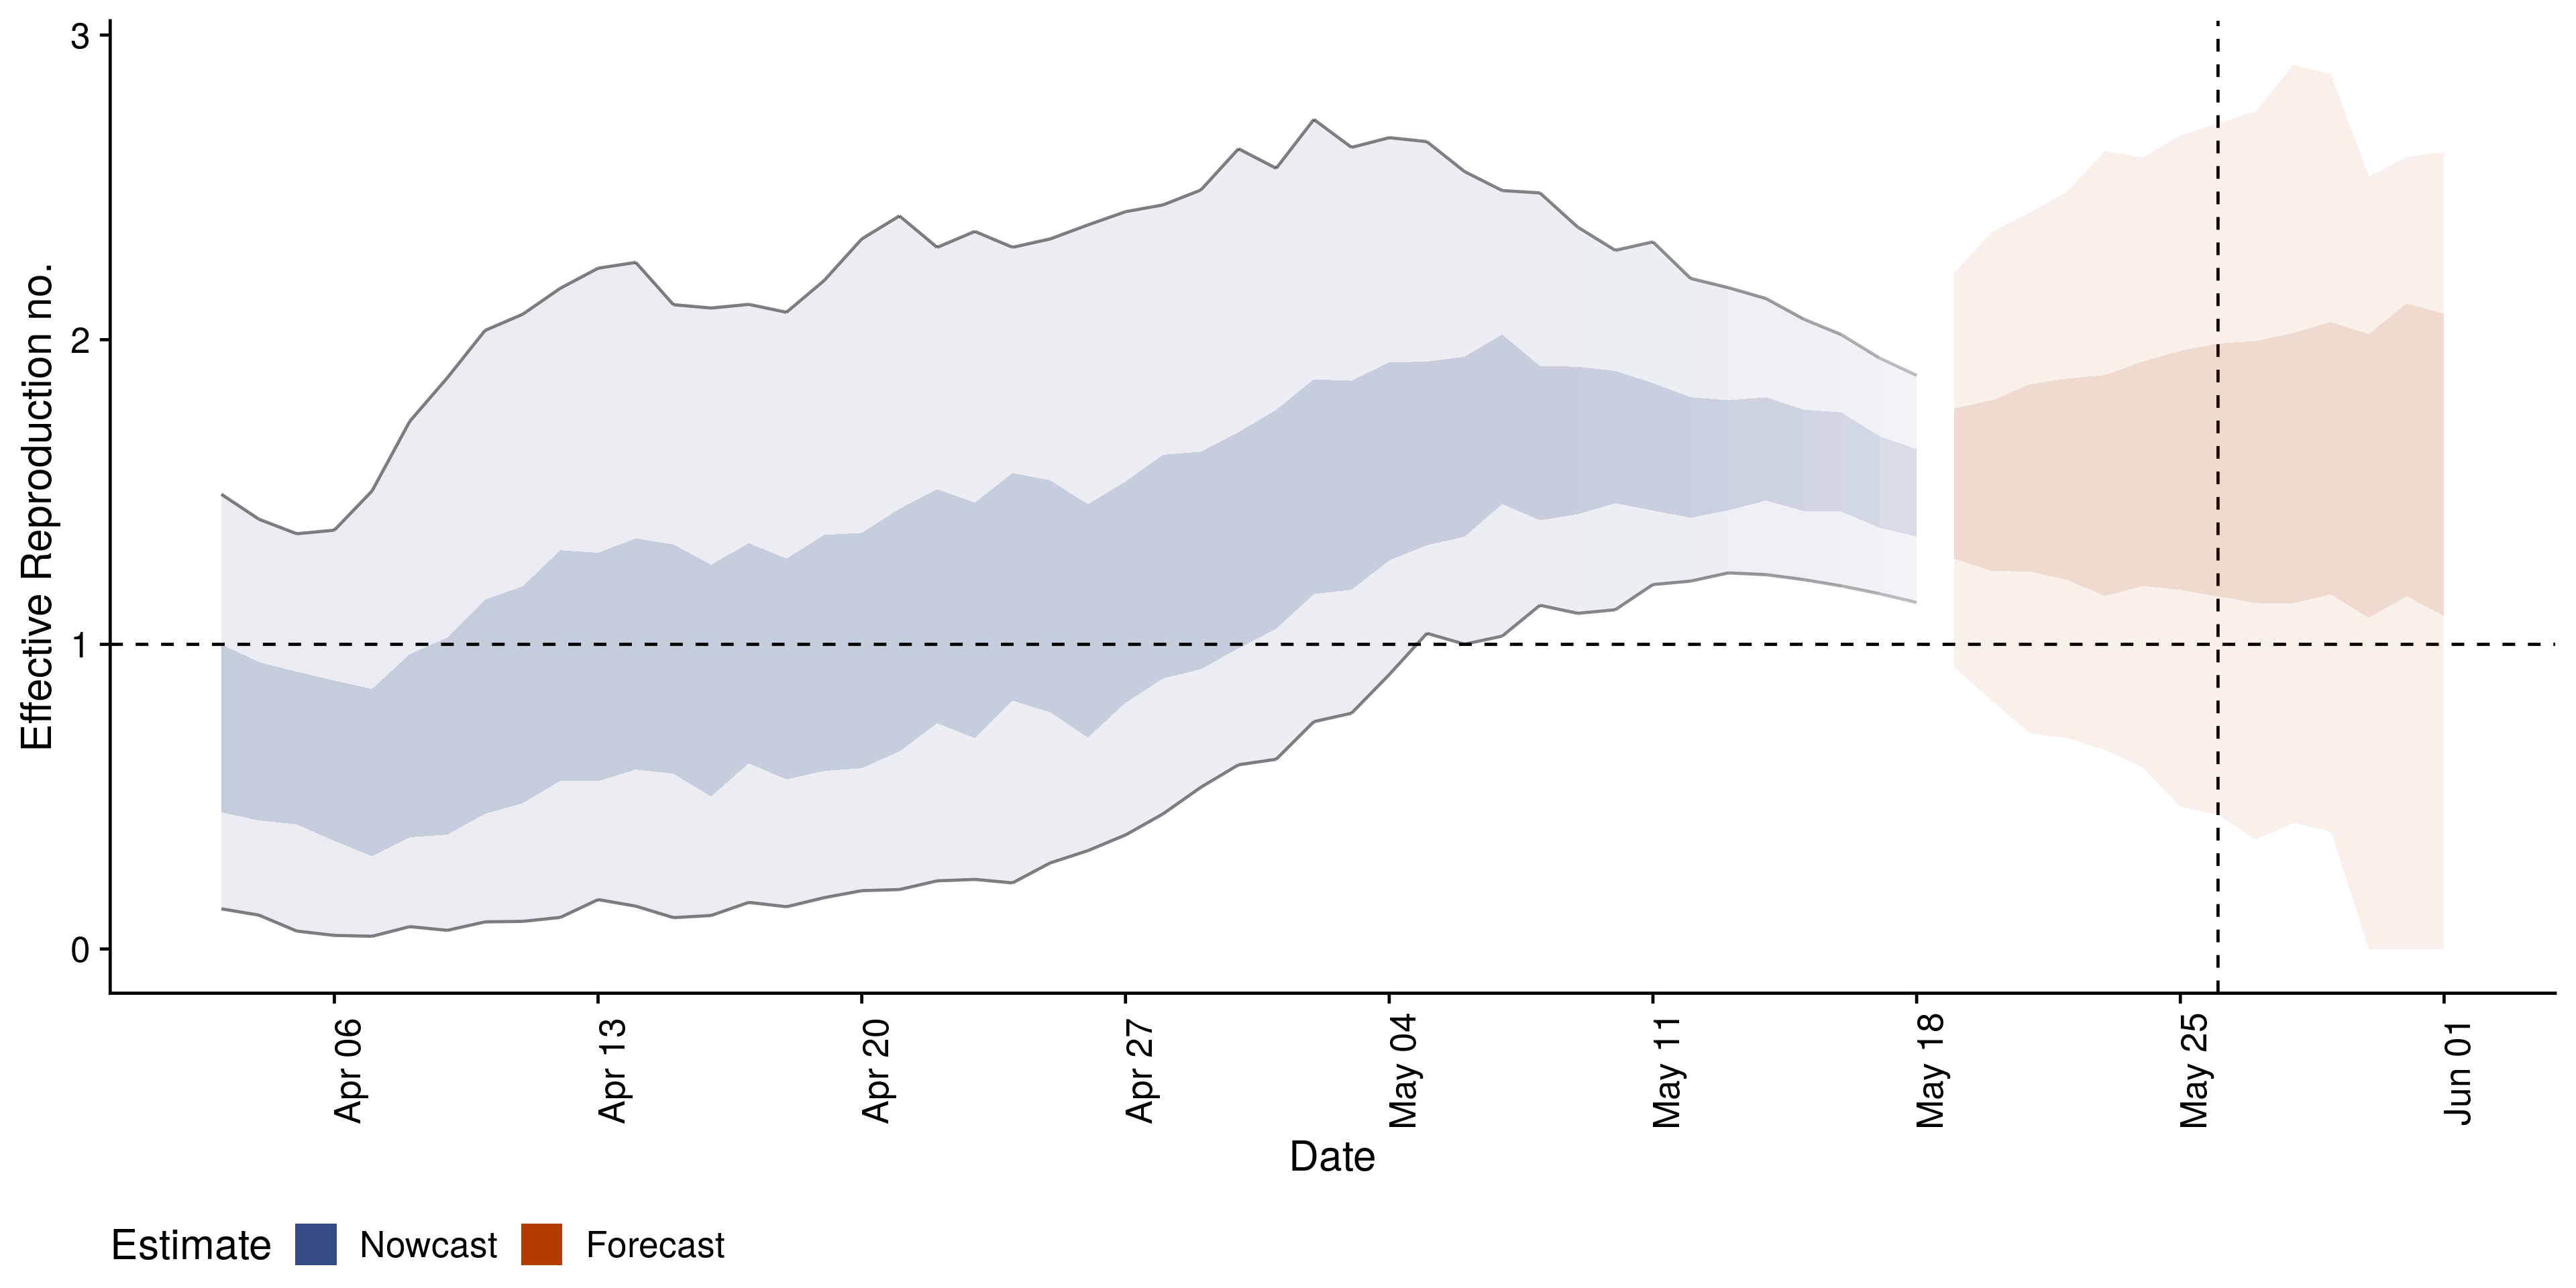 Effective Reproduction no.
3
2
1
0
Apr 06
Apr 13
Apr 20
Apr 27
May 04
May 11
May 18
May 25
Jun 01
Date
Estimate Nowcast Forecast